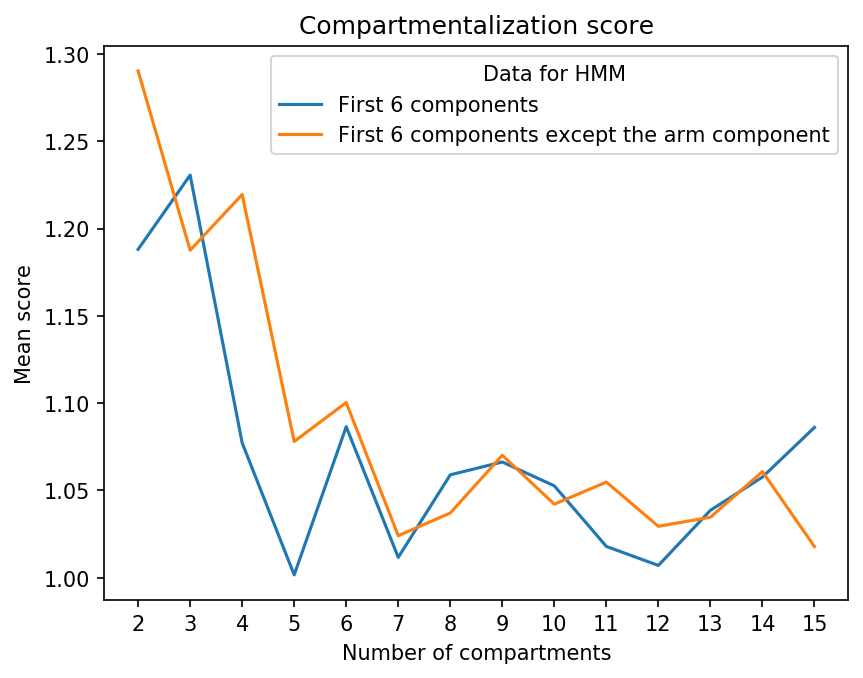 Compartmentalization score
Data for HMM
First 6 components
First 6 components except the arm component
Mean score
1.30
1.25
1.20
1.15
1.10
1.05
1.00
2 3 4 5 6 7 8 9 10 11 12 13 14 15
Number of compartments